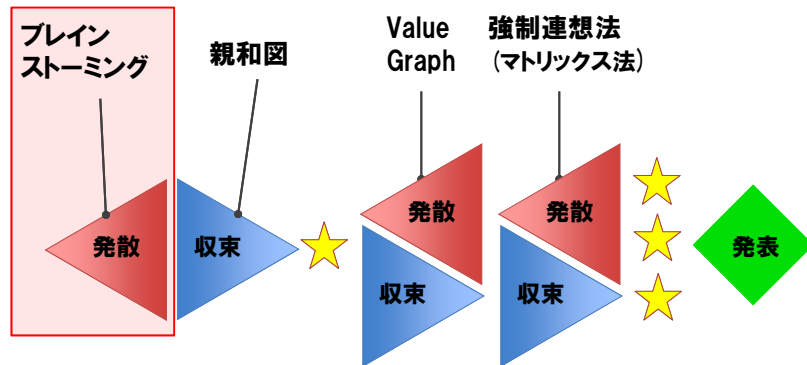 ブレイン
ストーミング
親和図
Value
Graph
強制連想法
(マトリックス法)
発散
収束
発散
収束
発散
収束
発表